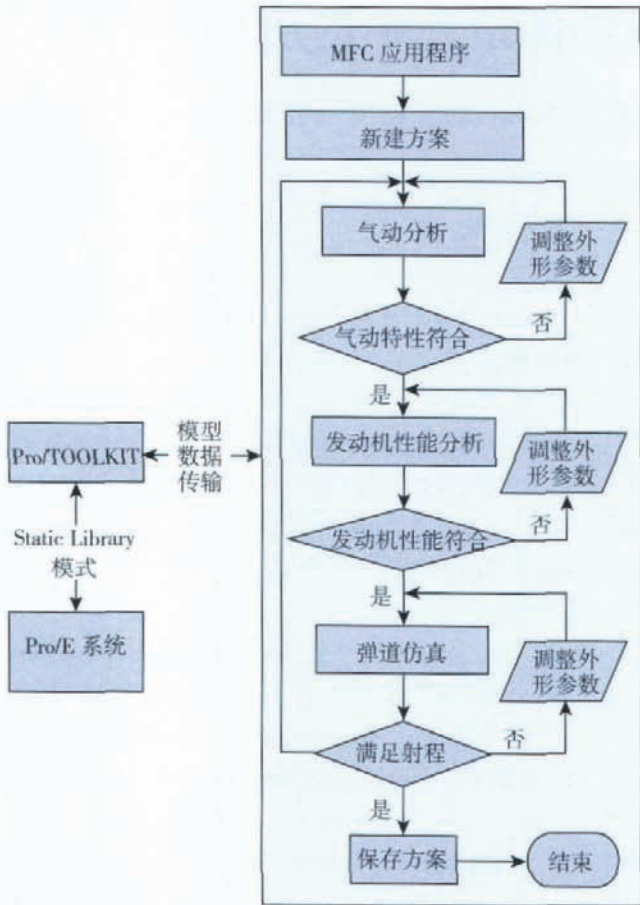 MFC 应用程序
新建方案
气动分析
调整外
形参数
气动特性符合
否
是
发动机性能分析
调整外
形参数
发动机性能符合
否
是
弹道仿真
调整外
形参数
满足射程
否
是
保存方案
结束
Pro/TOOLKIT
模型
数据
传输
Static Library
模式
Pro/E 系统